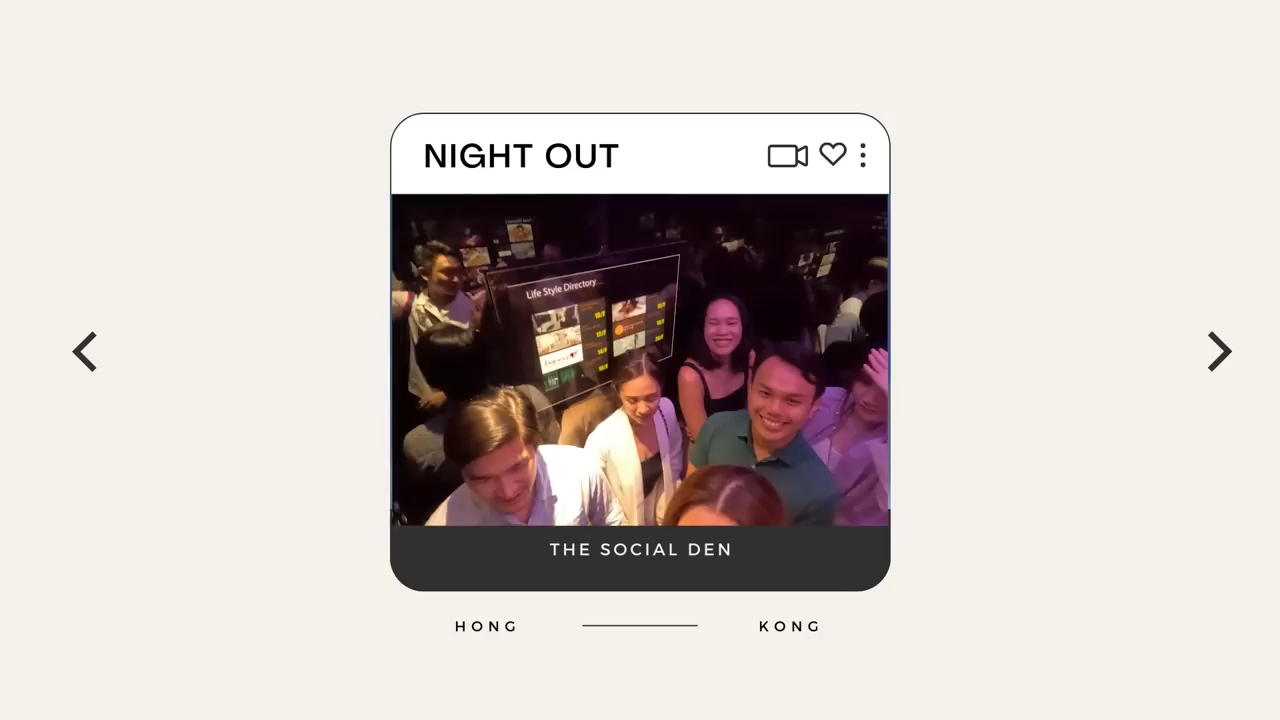 NIGHT OUT
Life Style Directory
THE SOCIAL DEN
HONG KONG